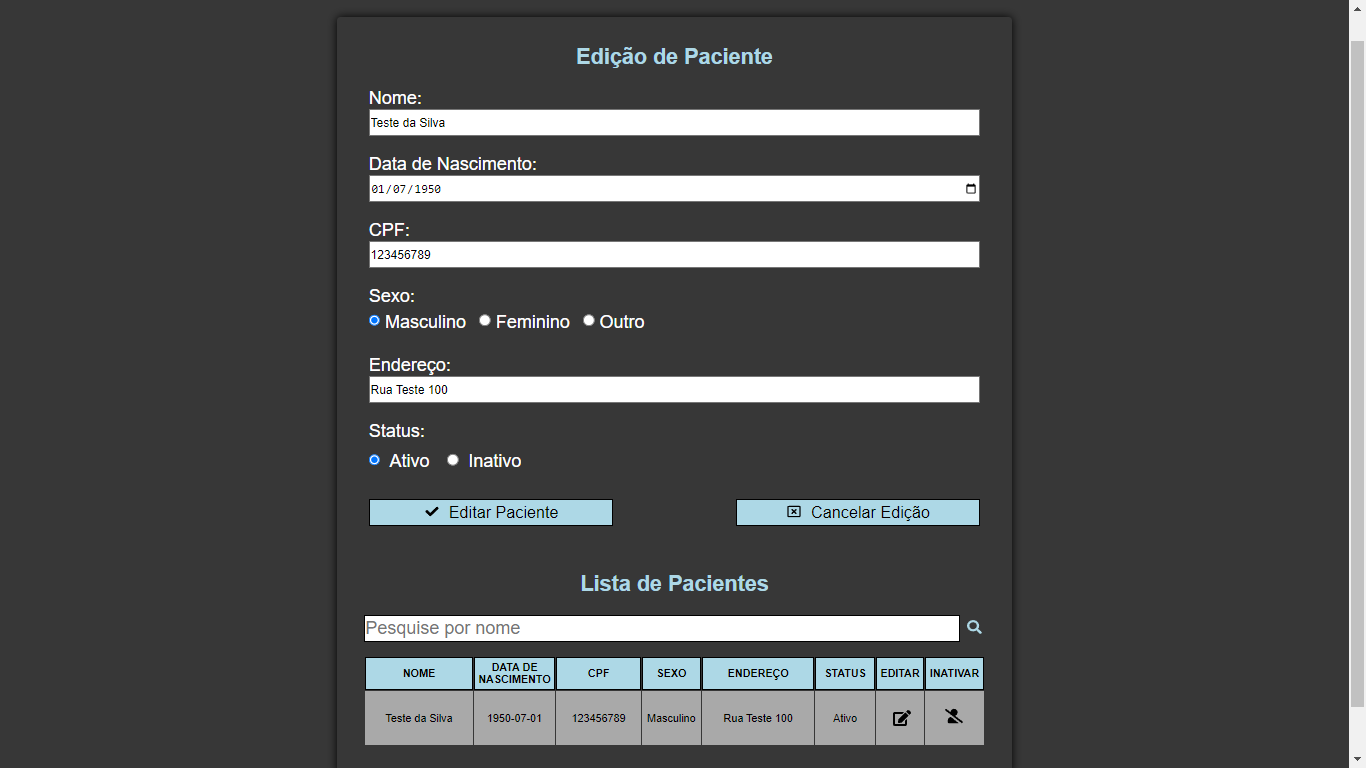 Edição de Paciente
Nome:
Teste da Silva
Data de Nascimento:
01/07/1950
CPF:
123456789
Sexo:
Masculino Feminino Outro
Endereço:
Rua Teste 100
Status:
Ativo Inativo
Editar Paciente Cancelar Edição
Lista de Pacientes
Pesquise por nome
NOME DATA DE NASCIMENTO CPF SEXO ENDEREÇO STATUS EDITAR INATIVAR
Teste da Silva 1950-07-01 123456789 Masculino Rua Teste 100 Ativo